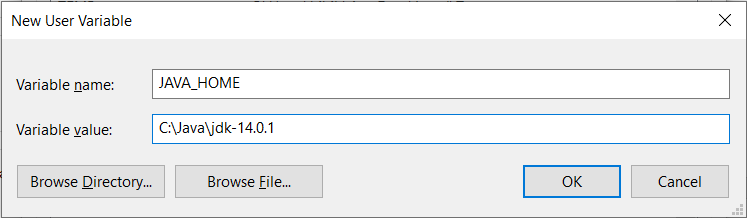 New User Variable
Variable name:
JAVA_HOME
Variable value:
C:\Java\jdk-14.0.1
Browse Directory...
Browse File...
OK
Cancel